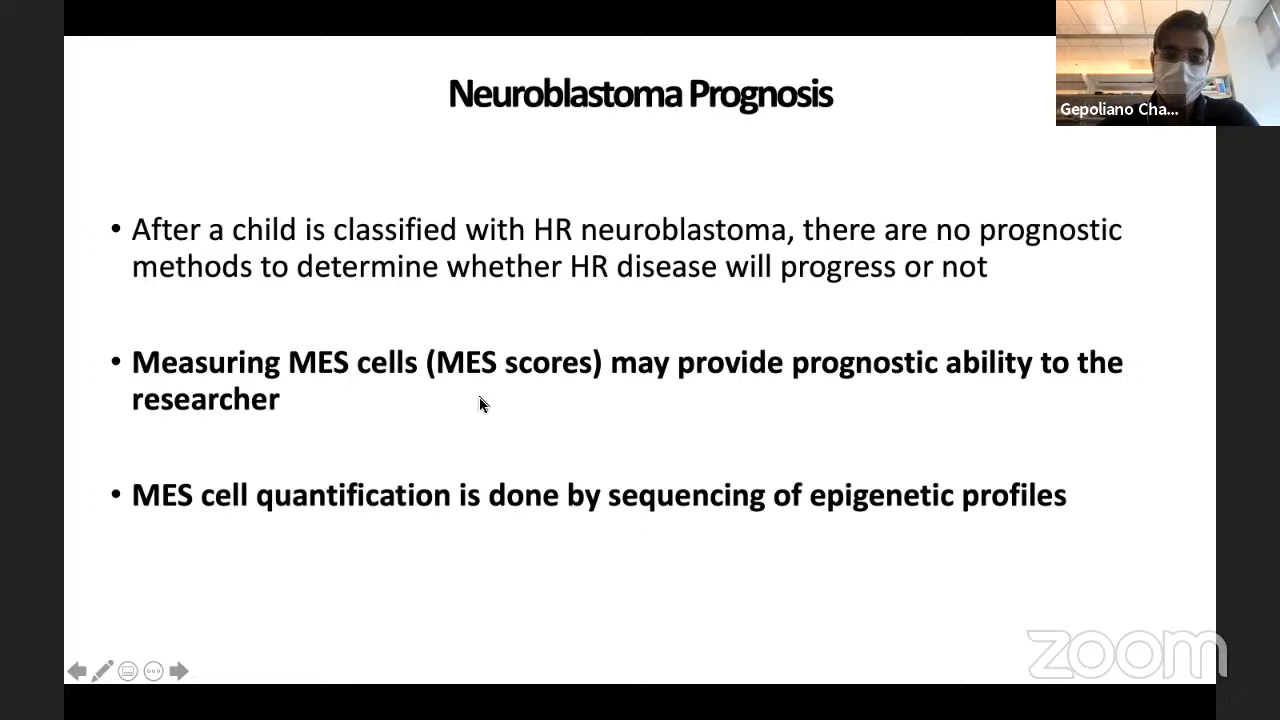 Neuroblastoma Prognosis
Gepoliano Cha...
• After a child is classified with HR neuroblastoma, there are no prognostic
methods to determine whether HR disease will progress or not
• Measuring MES cells (MES scores) may provide prognostic ability to the
researcher
• MES cell quantification is done by sequencing of epigenetic profiles
zoom